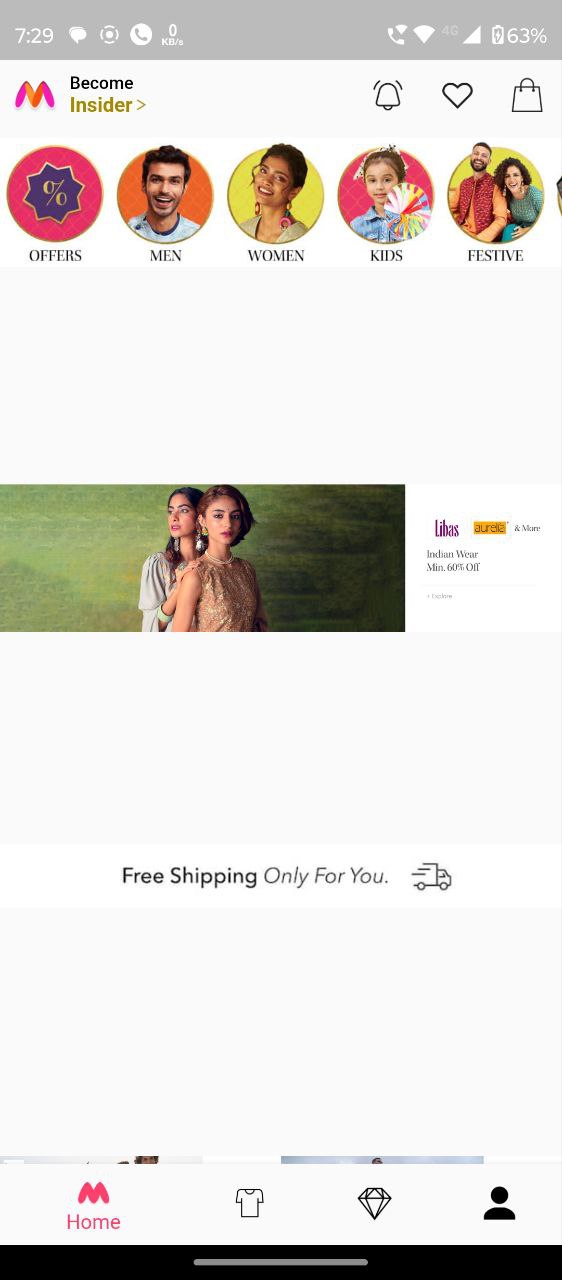 7:29
0
KB/s
4G
63%
Become
Insider >
%
OFFERS
MEN
WOMEN
KIDS
FESTIVE
Libas
aurelia
& More
Indian Wear
Min. 60% Off
+ Explore
Free Shipping Only For You.
Home